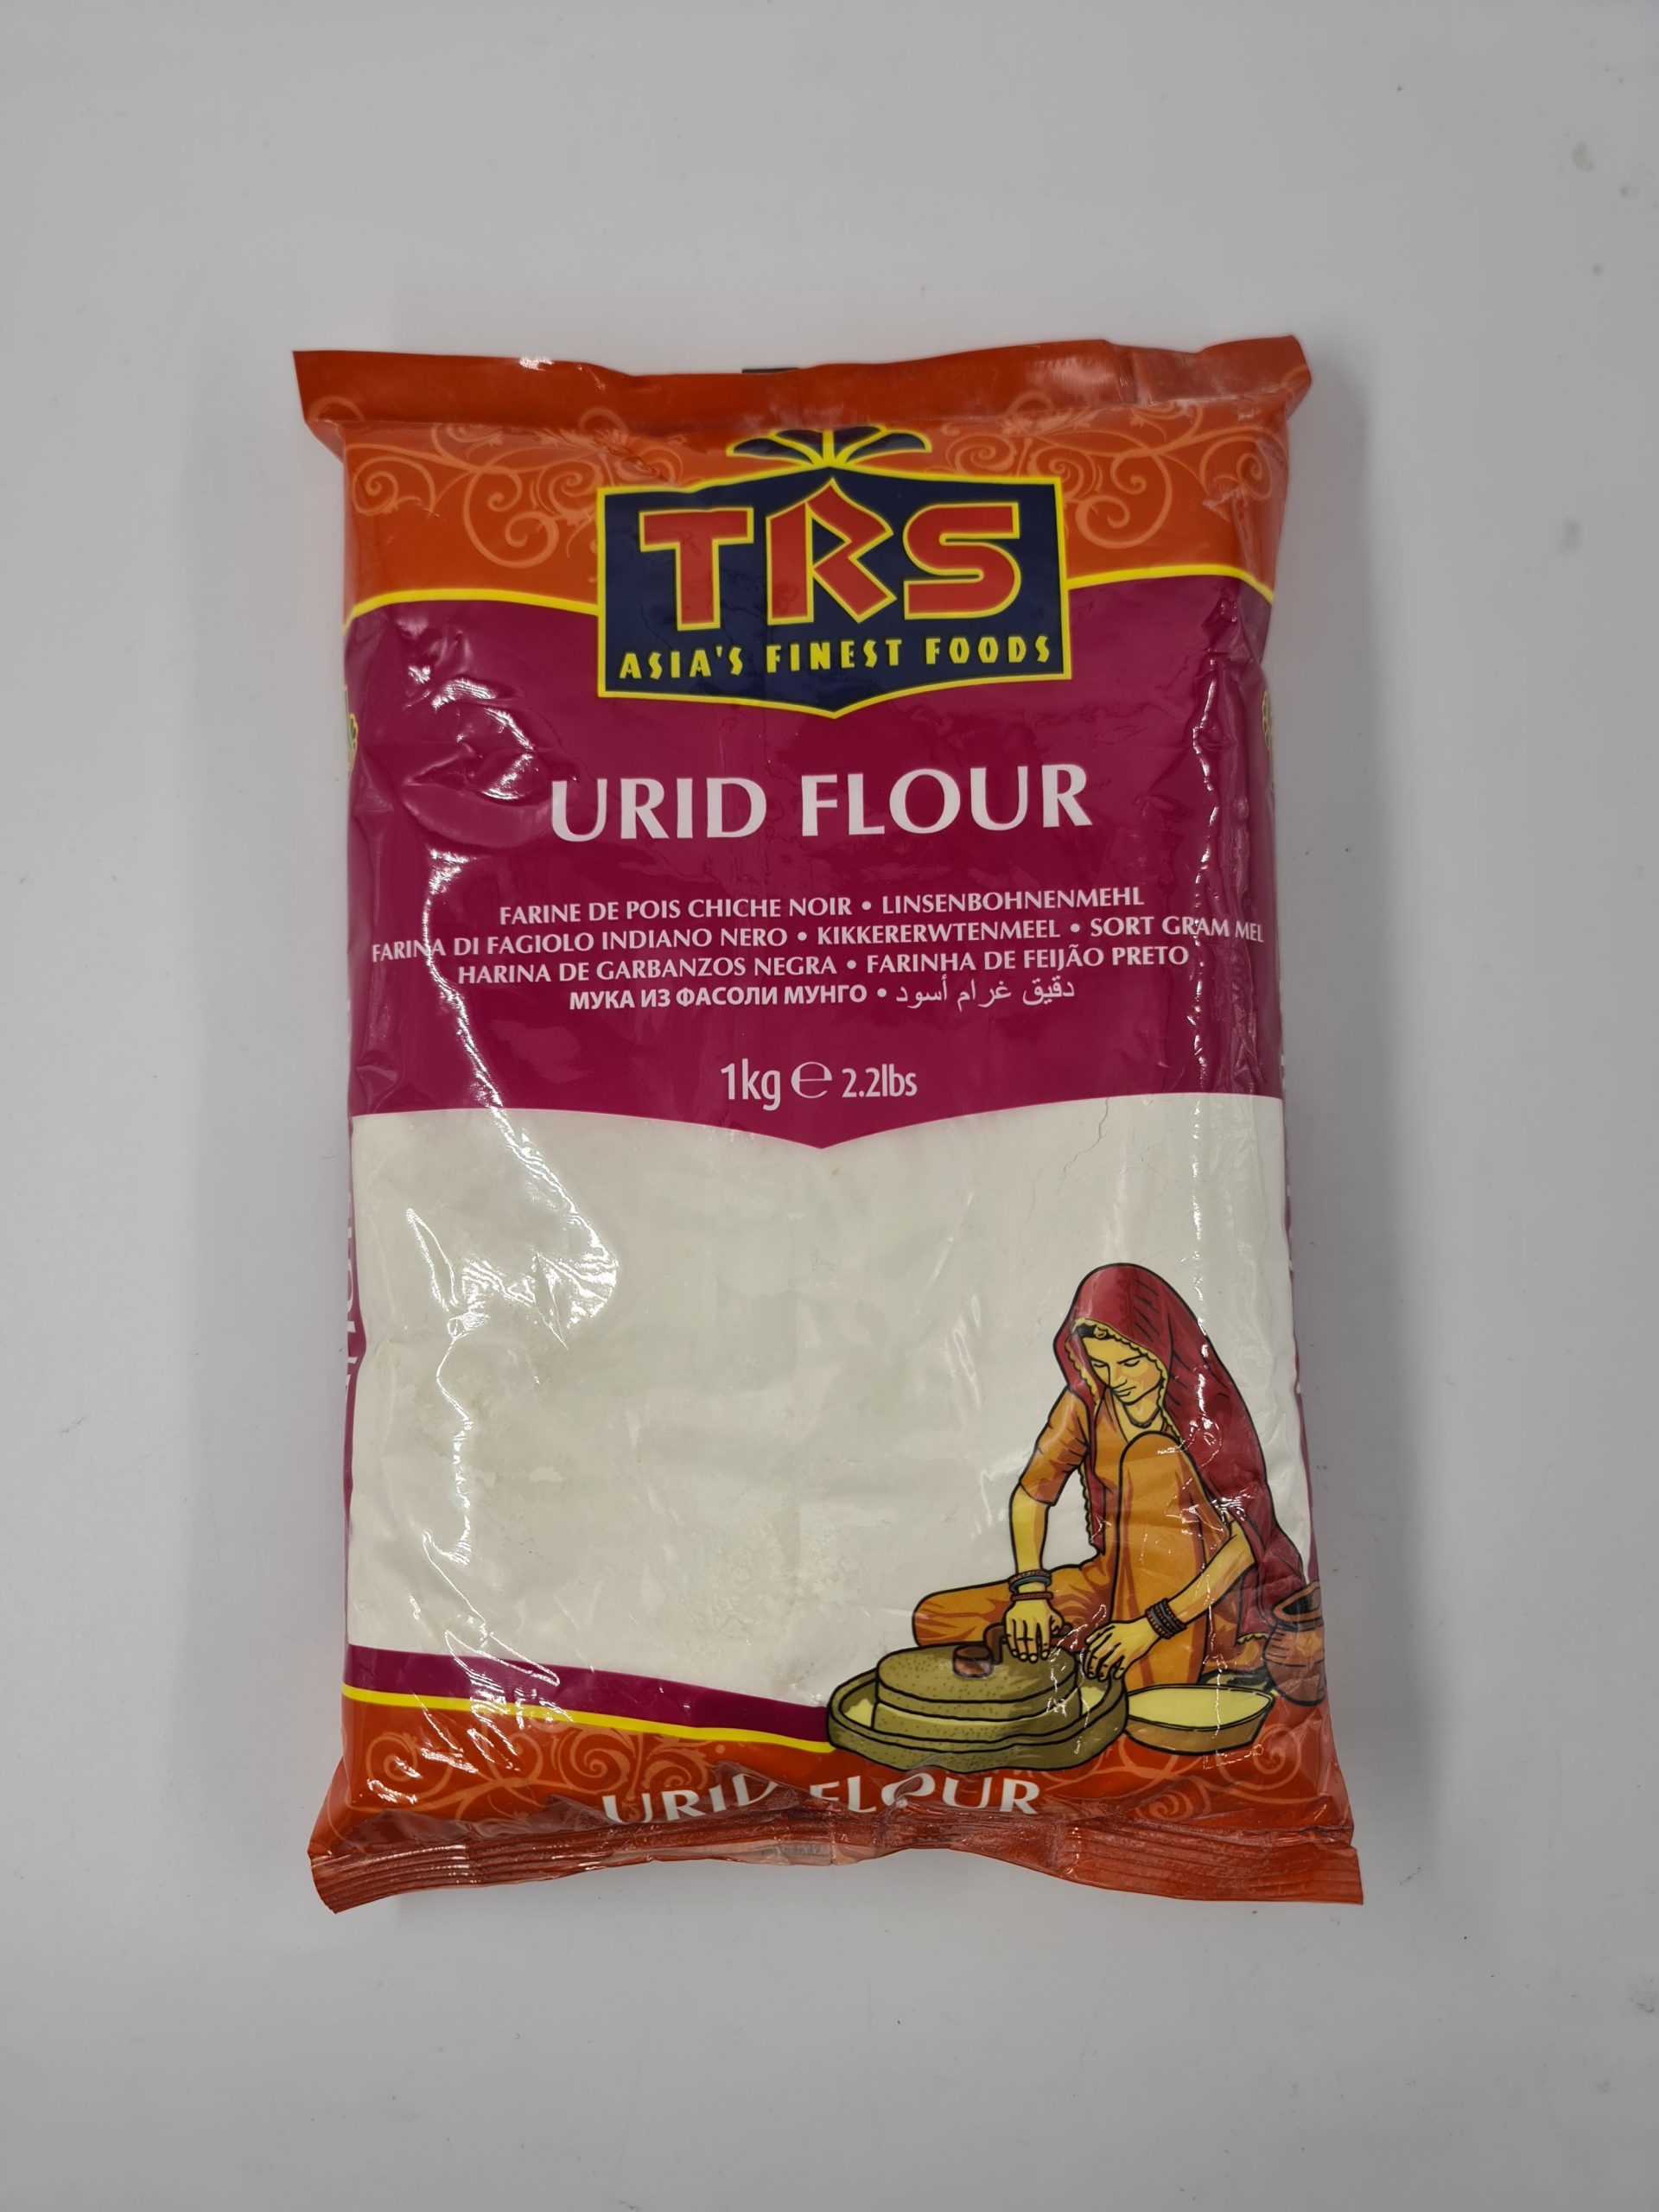 TRS
ASIA'S FINEST FOODS
URID FLOUR
FARINE DE POIS CHICHE NOIR • LINSENBOHNENMEHL
FARINA DI FAGIOLO INDIANO NERO • KIKKERERWTENMEEL • SORT GRAM MEL
HARINA DE GARBANZOS NEGRA • FARINHA DE FEIJÃO PRETO
МУКА ИЗ ФАСОЛИ МУНГО • دقيق غرام أسود
1kg ℮ 2.2lbs
URID FLOUR